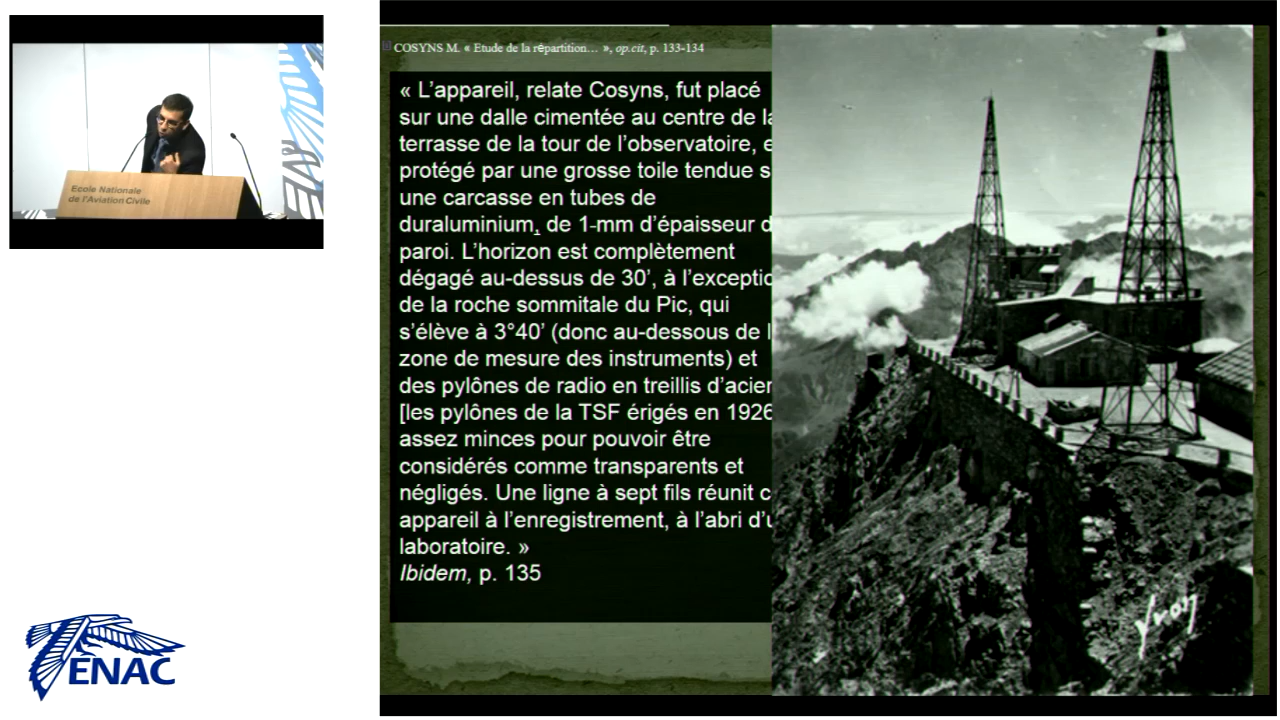 COSYNS M. « Etude de la répartition… », op.cit, p. 133-134
« L’appareil, relate Cosyns, fut placé
sur une dalle cimentée au centre de la
terrasse de la tour de l’observatoire, e
protégé par une grosse toile tendue s
une carcasse en tubes de
duraluminium, de 1-mm d’épaisseur d
paroi. L’horizon est complètement
dégagé au-dessus de 30’, à l’exceptio
de la roche sommitale du Pic, qui
s’élève à 3°40’ (donc au-dessous de l
zone de mesure des instruments) et
des pylônes de radio en treillis d’acier
[les pylônes de la TSF érigés en 1926
assez minces pour pouvoir être
considérés comme transparents et
négligés. Une ligne à sept fils réunit c
appareil à l’enregistrement, à l’abri d’u
laboratoire. »
Ibidem, p. 135
Ecole Nationale
de l'Aviation Civile
Yvon
ENAC